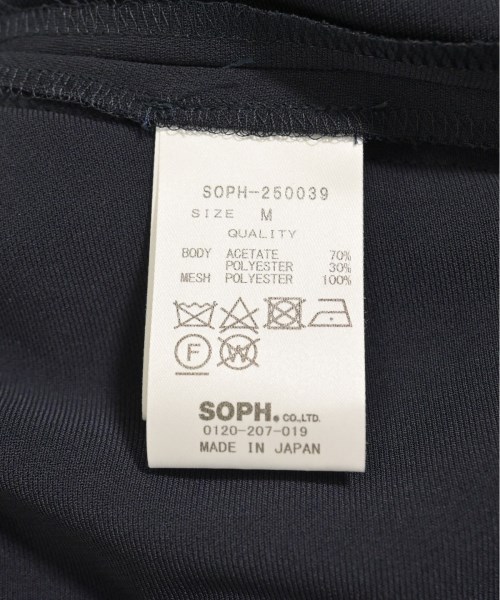 SOPH-250039
SIZE M
QUALITY
BODY ACETATE 70%
POLYESTER 30%
MESH POLYESTER 100%
F W
SOPH. CO.,LTD.
0120-207-019
MADE IN JAPAN